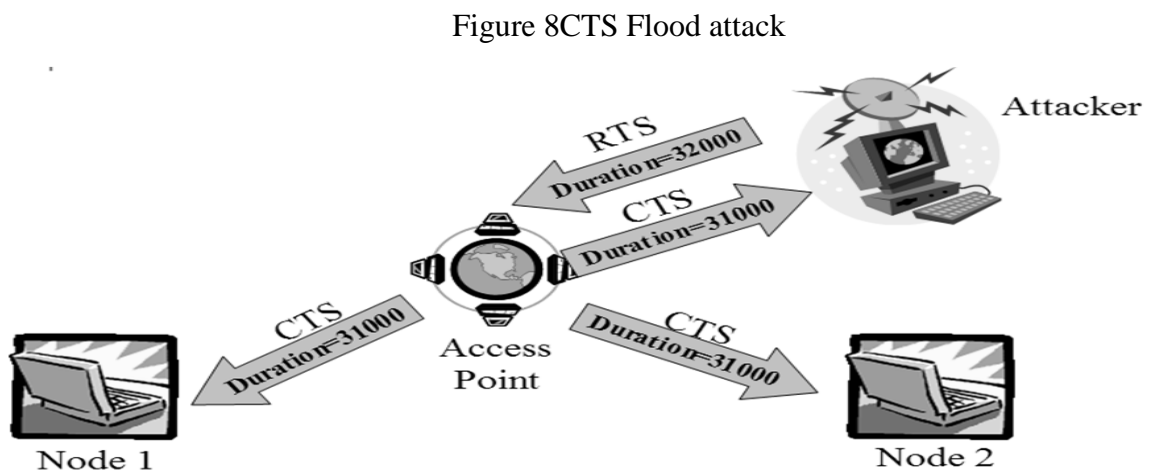 Figure 8CTS Flood attack
Attacker
RTS
Duration=32000
CTS
Duration=31000
CTS
Duration=31000
CTS
Duration=31000
Access
Point
Node 1
Node 2